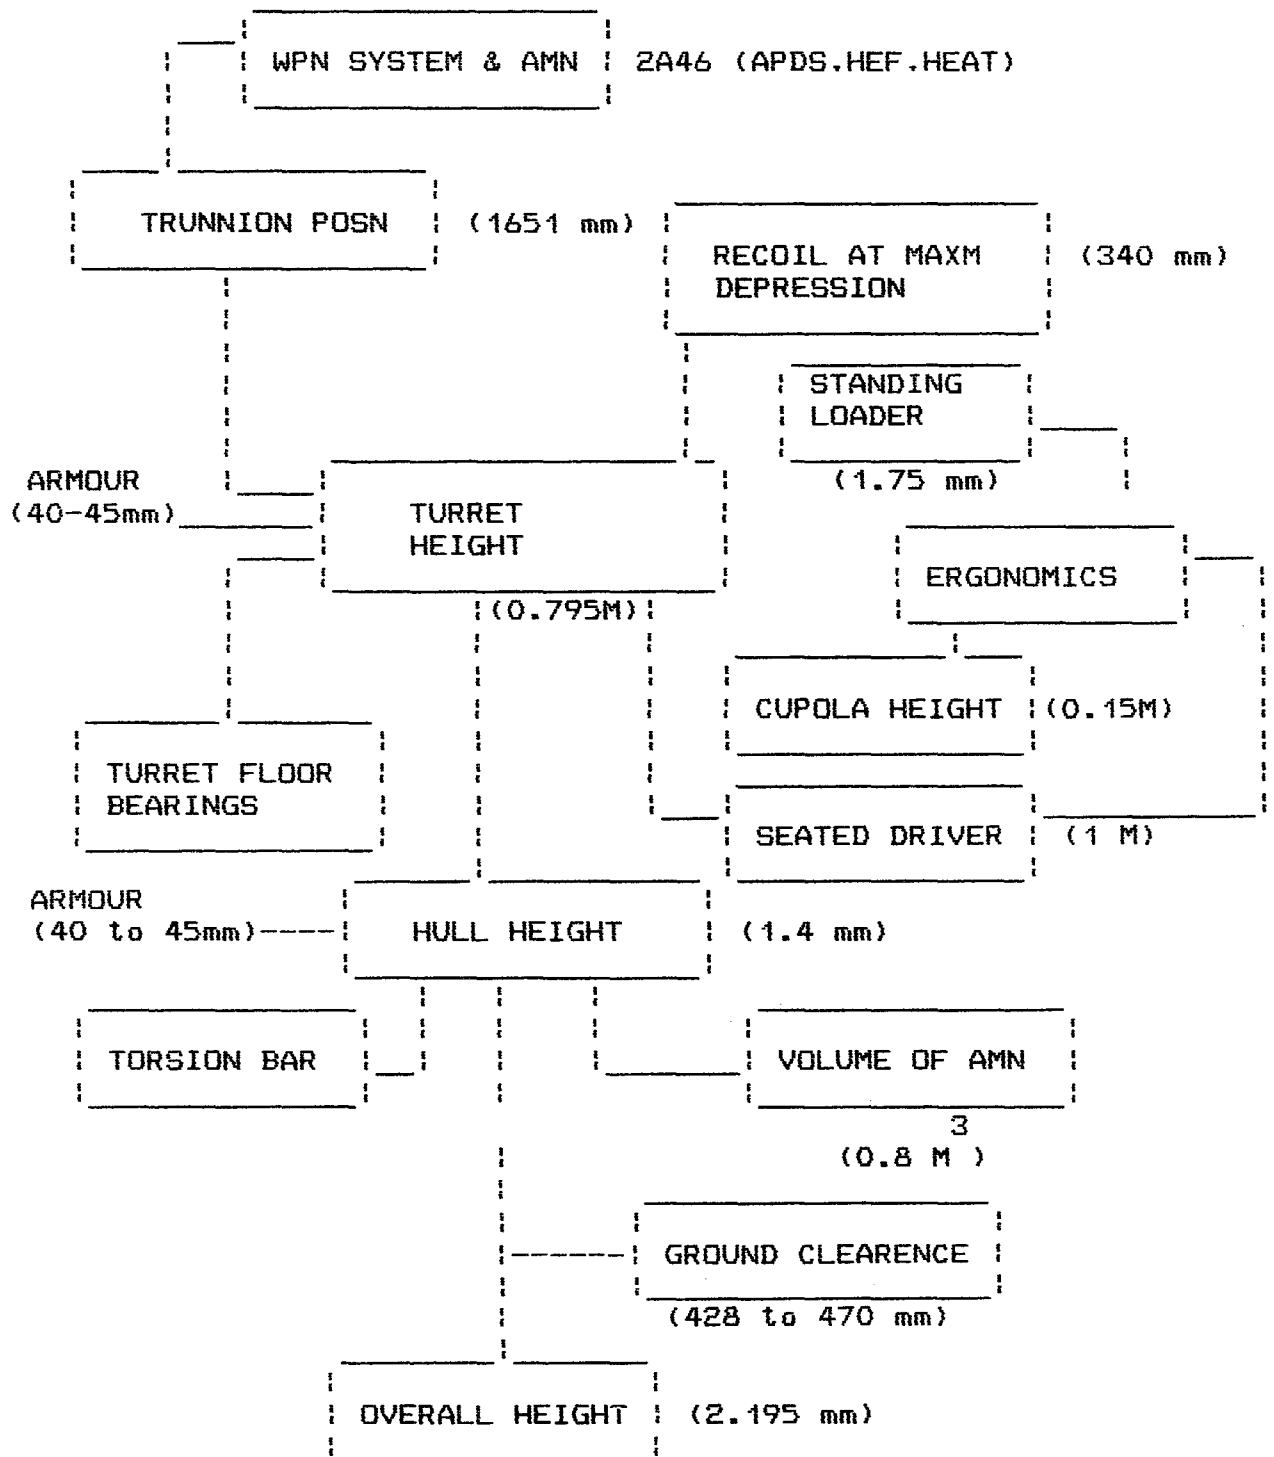 WPN SYSTEM & AMN 2A46 (APDS.HEF.HEAT)
TRUNNION POSN (1651 mm)
RECOIL AT MAXM (340 mm)
DEPRESSION
STANDING
LOADER
(1.75 mm)
ARMOUR
(40-45mm)
TURRET
HEIGHT
(0.795M)
ERGONOMICS
CUPOLA HEIGHT (0.15M)
TURRET FLOOR
BEARINGS
SEATED DRIVER (1 M)
ARMOUR
(40 to 45mm)
HULL HEIGHT (1.4 mm)
TORSION BAR
VOLUME OF AMN
3
(0.8 M )
GROUND CLEARENCE
(428 to 470 mm)
OVERALL HEIGHT (2.195 mm)